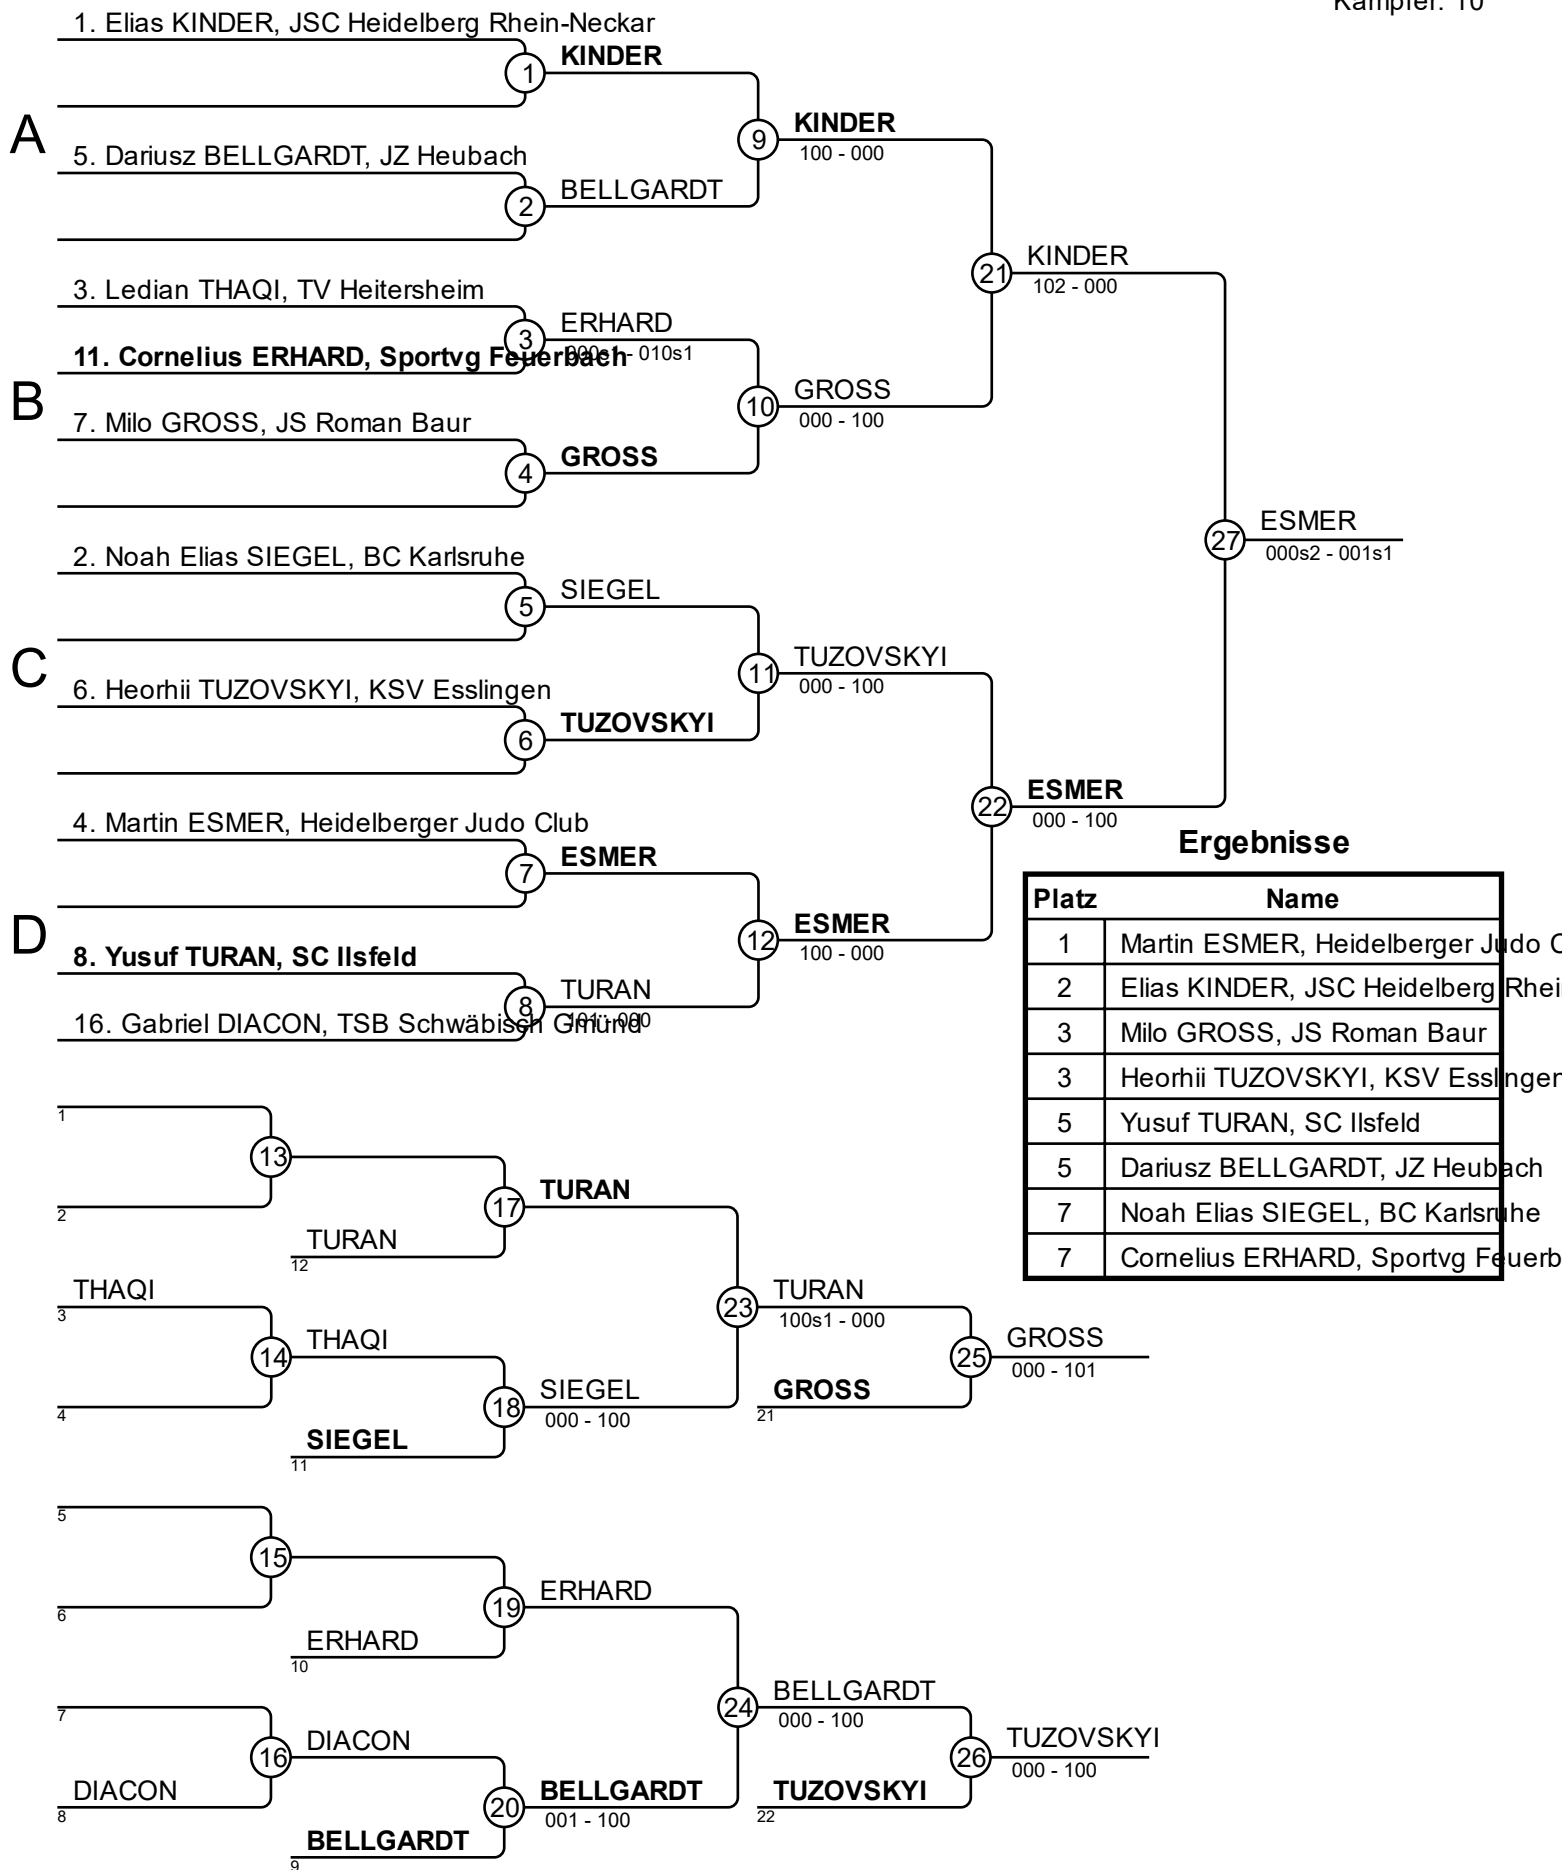 Kämpfer: 10
1. Elias KINDER, JSC Heidelberg Rhein-Neckar
1
KINDER
A
9
KINDER
100 - 000
5. Dariusz BELLGARDT, JZ Heubach
2
BELLGARDT
21
KINDER
102 - 000
3. Ledian THAQI, TV Heitersheim
3
ERHARD
000s1 - 010s1
11. Cornelius ERHARD, Sportvg Feuerbach
B
10
GROSS
000 - 100
7. Milo GROSS, JS Roman Baur
4
GROSS
27
ESMER
000s2 - 001s1
2. Noah Elias SIEGEL, BC Karlsruhe
5
SIEGEL
C
11
TUZOVSKYI
000 - 100
6. Heorhii TUZOVSKYI, KSV Esslingen
6
TUZOVSKYI
22
ESMER
000 - 100
4. Martin ESMER, Heidelberger Judo Club
7
ESMER
D
12
ESMER
100 - 000
8. Yusuf TURAN, SC Ilsfeld
8
TURAN
101 - 000
16. Gabriel DIACON, TSB Schwäbisch Gmünd
Ergebnisse
Platz Name
1 Martin ESMER, Heidelberger Judo
2 Elias KINDER, JSC Heidelberg
3 Milo GROSS, JS Roman Baur
3 Heorhii TUZOVSKYI, KSV Esslingen
5 Yusuf TURAN, SC Ilsfeld
5 Dariusz BELLGARDT, JZ Heubach
7 Noah Elias SIEGEL, BC Karlsruhe
7 Cornelius ERHARD, Sportvg
1
13
2
17
TURAN
TURAN
12
23
TURAN
100s1 - 000
THAQI
3
14
THAQI
4
18
SIEGEL
000 - 100
SIEGEL
11
GROSS
21
25
GROSS
000 - 101
5
15
6
19
ERHARD
ERHARD
10
24
BELLGARDT
000 - 100
7
16
DIACON
DIACON
8
20
BELLGARDT
001 - 100
BELLGARDT
9
TUZOVSKYI
22
26
TUZOVSKYI
000 - 100